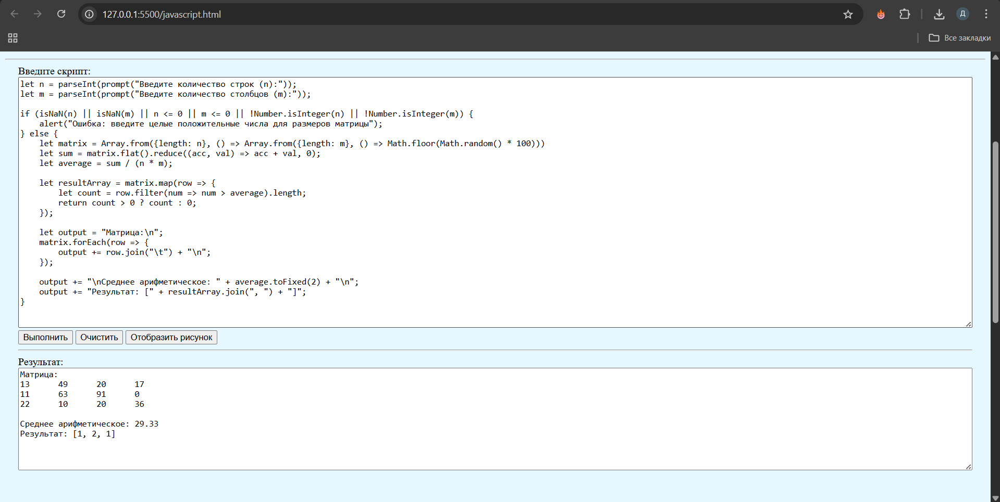 127.0.0.1:5500/javascript.html
Д
Все закладки
Введите скрипт:
let n = parseInt(prompt("Введите количество строк (n):"));
let m = parseInt(prompt("Введите количество столбцов (m):"));
if (isNaN(n) || isNaN(m) || n <= 0 || m <= 0 || !Number.isInteger(n) || !Number.isInteger(m)) {
    alert("Ошибка: введите целые положительные числа для размеров матрицы");
} else {
    let matrix = Array.from({length: n}, () => Array.from({length: m}, () => Math.floor(Math.random() * 100)))
    let sum = matrix.flat().reduce((acc, val) => acc + val, 0);
    let average = sum / (n * m);
    let resultArray = matrix.map(row => {
        let count = row.filter(num => num > average).length;
        return count > 0 ? count : 0;
    });
    let output = "Матрица:\n";
    matrix.forEach(row => {
        output += row.join("\t") + "\n";
    });
    output += "\nСреднее арифметическое: " + average.toFixed(2) + "\n";
    output += "Результат: [" + resultArray.join(", ") + "]";
}
Выполнить Очистить Отобразить рисунок
Результат:
Матрица:
13 49 20 17
11 63 91 0
22 10 20 36
Среднее арифметическое: 29.33
Результат: [1, 2, 1]